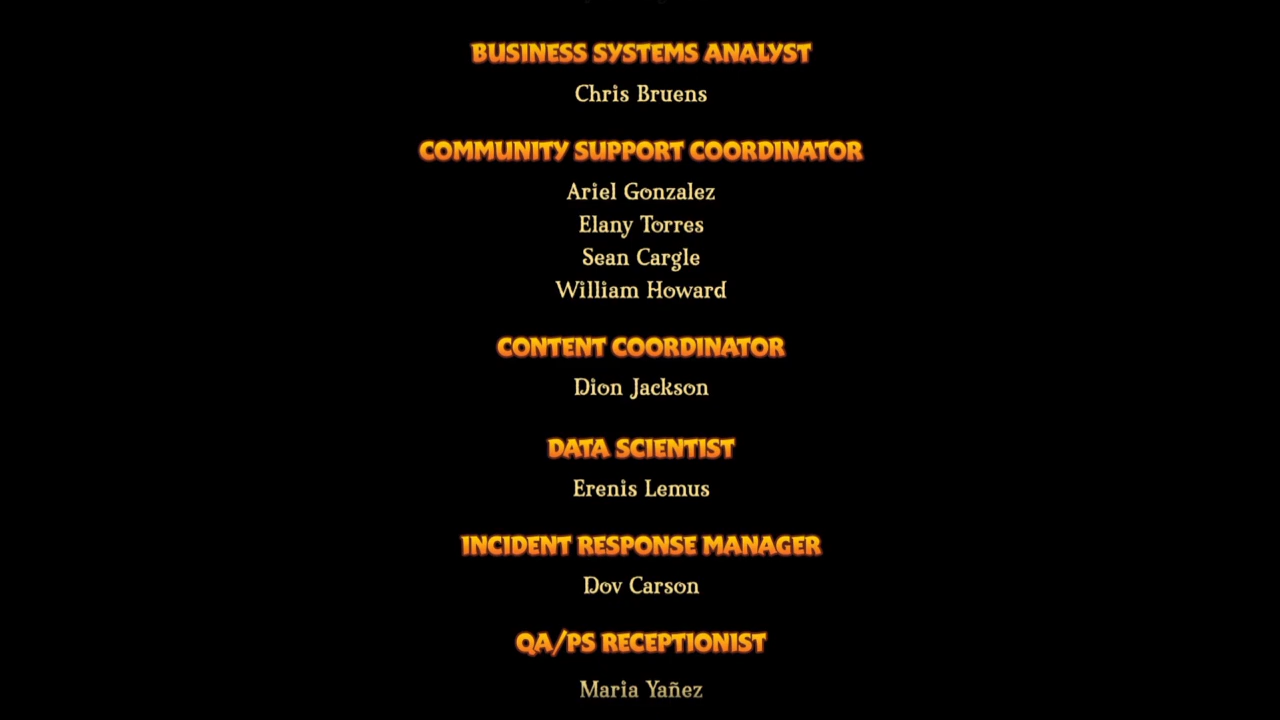 BUSINESS SYSTEMS ANALYST
Chris Bruens
COMMUNITY SUPPORT COORDINATOR
Ariel Gonzalez
Elany Torres
Sean Cargle
William Howard
CONTENT COORDINATOR
Dion Jackson
DATA SCIENTIST
Erenis Lemus
INCIDENT RESPONSE MANAGER
Dov Carson
QA/PS RECEPTIONIST
Maria Yañez